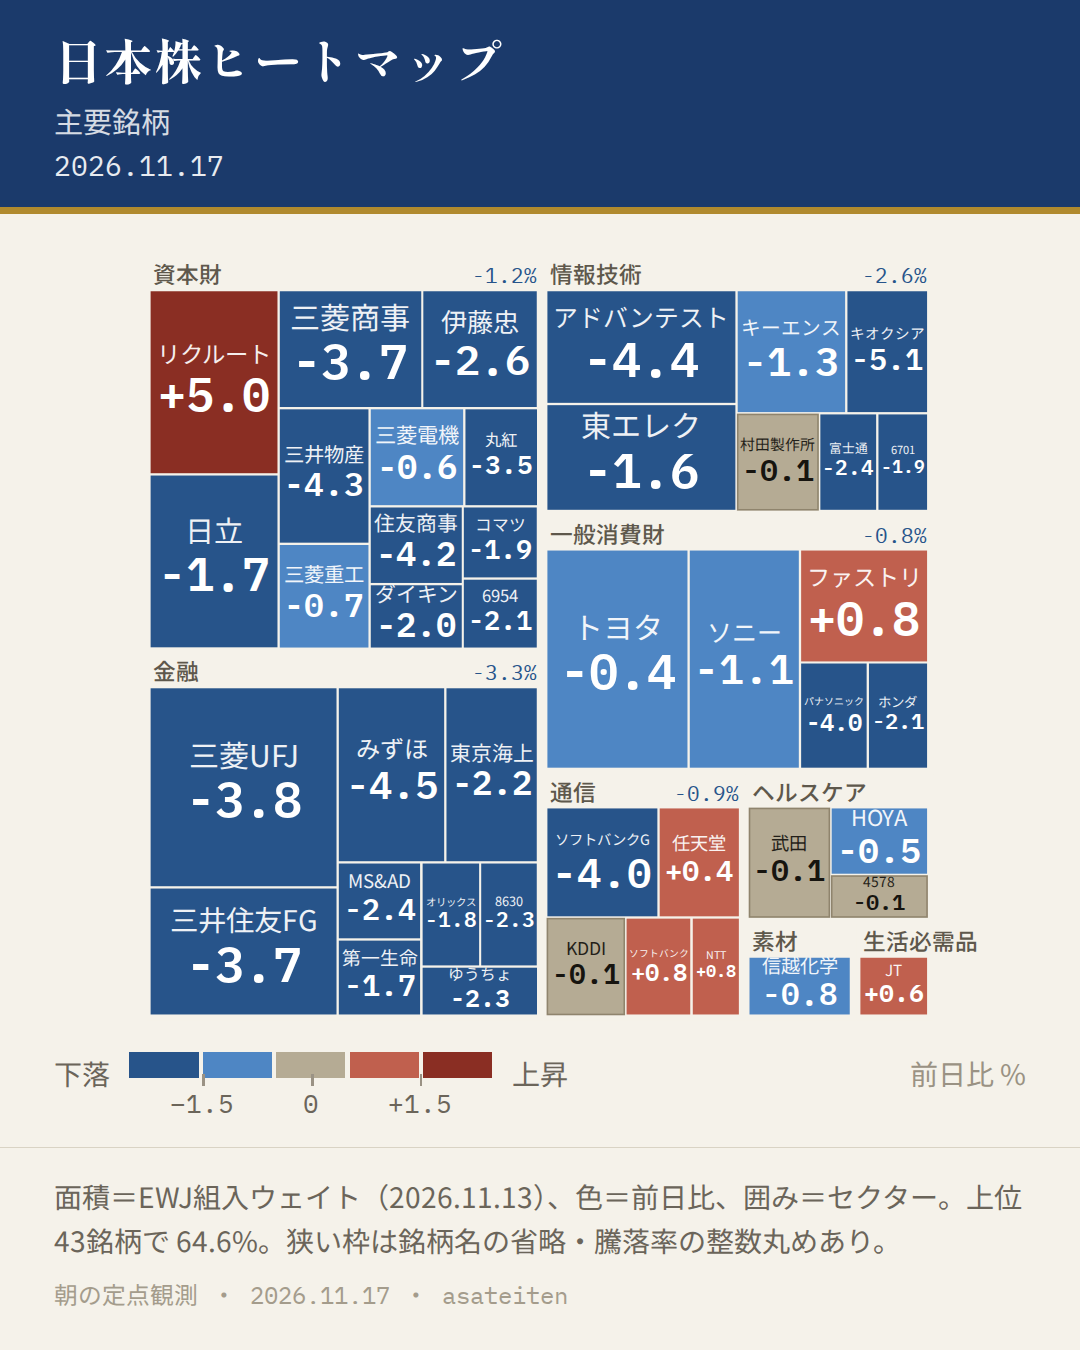 日本株ヒートマップ
主要銘柄
2026.11.17
資本財 -1.2%
リクルート
+5.0
三菱商事
-3.7
伊藤忠
-2.6
日立
-1.7
三井物産
-4.3
三菱電機
-0.6
丸紅
-3.5
三菱重工
-0.7
住友商事
-4.2
コマツ
-1.9
ダイキン
-2.0
6954
-2.1
情報技術 -2.6%
アドバンテスト
-4.4
キーエンス
-1.3
キオクシア
-5.1
東エレク
-1.6
村田製作所
-0.1
富士通
-2.4
6701
-1.9
一般消費財 -0.8%
トヨタ
-0.4
ソニー
-1.1
ファストリ
+0.8
パナソニック
-4.0
ホンダ
-2.1
金融 -3.3%
三菱UFJ
-3.8
みずほ
-4.5
東京海上
-2.2
三井住友FG
-3.7
MS&AD
-2.4
オリックス
-1.8
8630
-2.3
第一生命
-1.7
ゆうちょ
-2.3
通信 -0.9%
ソフトバンクG
-4.0
任天堂
+0.4
KDDI
-0.1
ソフトバンク
+0.8
NTT
+0.8
ヘルスケア
武田
-0.1
HOYA
-0.5
4578
-0.1
素材
信越化学
-0.8
生活必需品
JT
+0.6
下落 上昇 前日比 %
−1.5 0 +1.5
面積＝EWJ組入ウェイト（2026.11.13）、色＝前日比、囲み＝セクター。上位
43銘柄で 64.6%。狭い枠は銘柄名の省略・騰落率の整数丸めあり。
朝の定点観測 ・ 2026.11.17 ・ asateiten